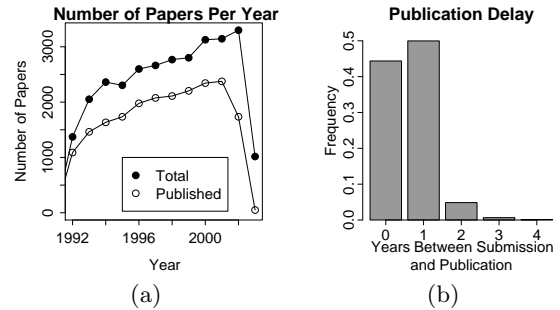 Number of Papers Per Year
Number of Papers
0
1000
2000
3000
Total
Published
1992
1996
2000
Year
(a)
Publication Delay
Frequency
0.0
0.1
0.2
0.3
0.4
0.5
0 1 2 3 4
Years Between Submission
and Publication
(b)